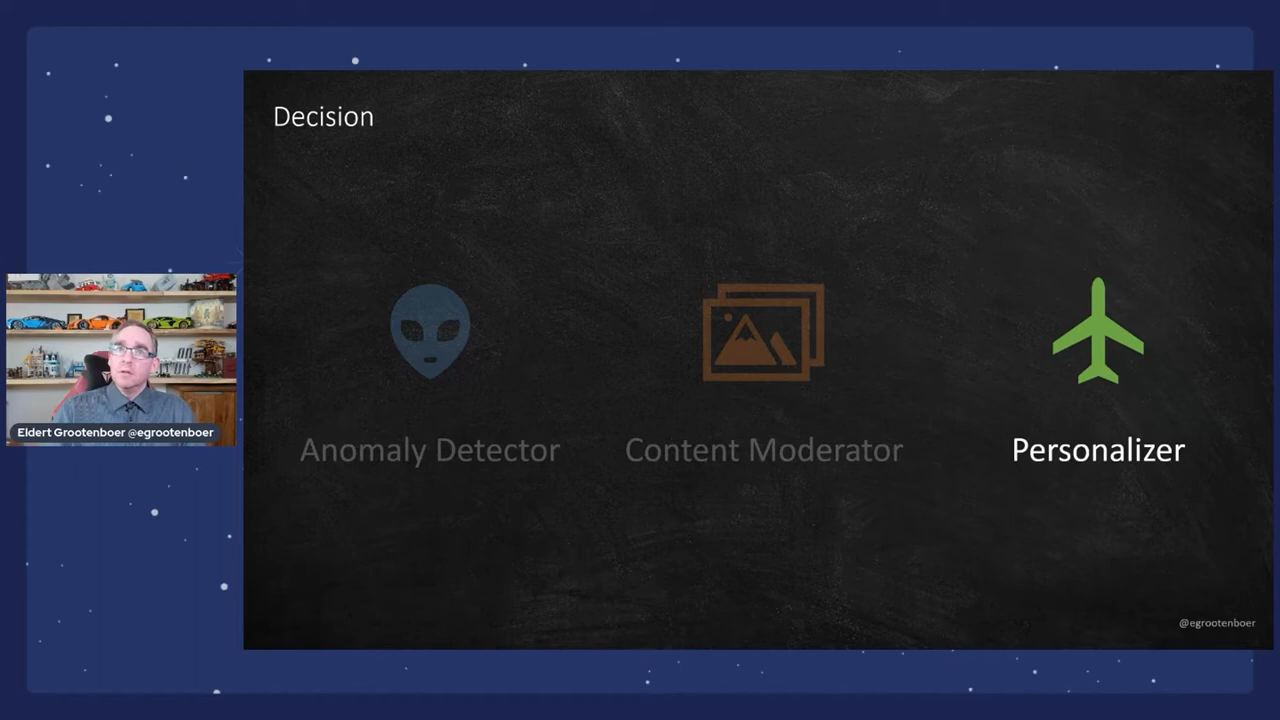 Decision
Anomaly Detector
Content Moderator
Personalizer
Eldert Grootenboer @egrootenboer
@egrootenboer